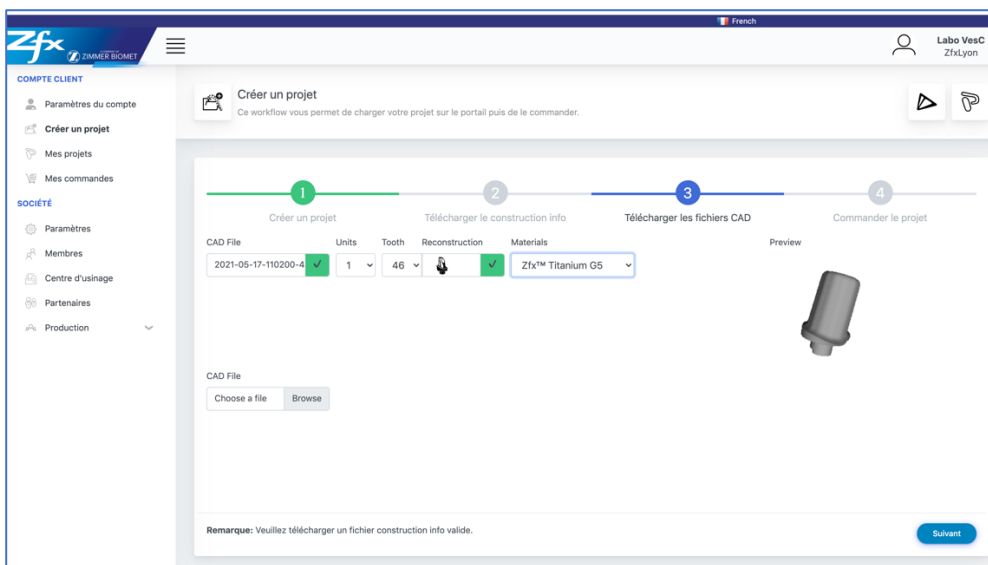 French
Zfx
A COMPANY OF
ZIMMER BIOMET
Labo VesC
ZfxLyon
COMPTE CLIENT
Paramètres du compte
Créer un projet
Mes projets
Mes commandes
SOCIÉTÉ
Paramètres
Membres
Centre d'usinage
Partenaires
Production
Créer un projet
Ce workflow vous permet de charger votre projet sur le portail puis de le commander.
1 2 3 4
Créer un projet Télécharger le construction info Télécharger les fichiers CAD Commander le projet
CAD File Units Tooth Reconstruction Materials Preview
2021-05-17-110200-4 1 46 Zfx™ Titanium G5
CAD File
Choose a file Browse
Remarque: Veuillez télécharger un fichier construction info valide.
Suivant